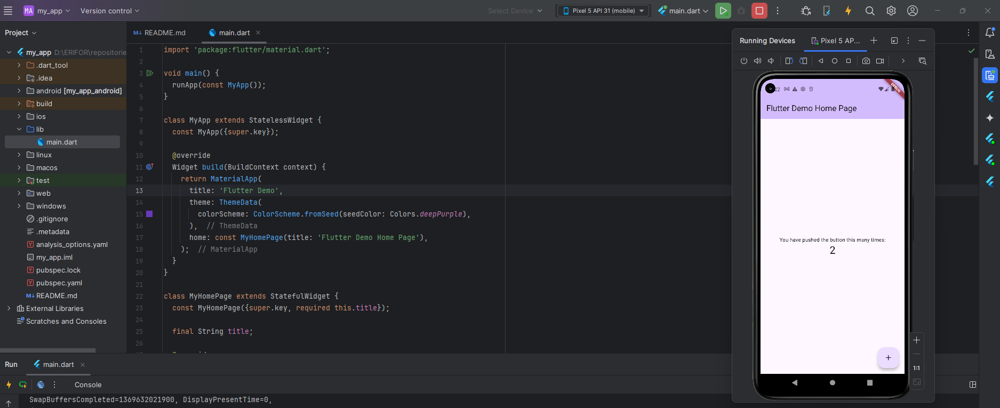 MA my_app Version control Select Device Pixel 5 API 31 (mobile) main.dart
Project
README.md main.dart
my_app D:\ERIFOR\repositorie
.dart_tool
.idea
android [my_app_android]
build
ios
lib
main.dart
linux
macos
test
web
windows
.gitignore
.metadata
analysis_options.yaml
my_app.iml
pubspec.lock
pubspec.yaml
README.md
External Libraries
Scratches and Consoles
1 import 'package:flutter/material.dart';
2
3 void main() {
4 runApp(const MyApp());
5 }
6
7 class MyApp extends StatelessWidget {
8 const MyApp({super.key});
9
10 @override
11 Widget build(BuildContext context) {
12 return MaterialApp(
13 title: 'Flutter Demo',
14 theme: ThemeData(
15 colorScheme: ColorScheme.fromSeed(seedColor: Colors.deepPurple),
16 ), // ThemeData
17 home: const MyHomePage(title: 'Flutter Demo Home Page'),
18 ); // MaterialApp
19 }
20 }
21
22 class MyHomePage extends StatefulWidget {
23 const MyHomePage({super.key, required this.title});
24
25 final String title;
26
Running Devices Pixel 5 AP...
22
DEBUG
Flutter Demo Home Page
You have pushed the button this many times:
2
+
1:1
Run main.dart
Console
SwapBuffersCompleted=1369632021900, DisplayPresentTime=0,